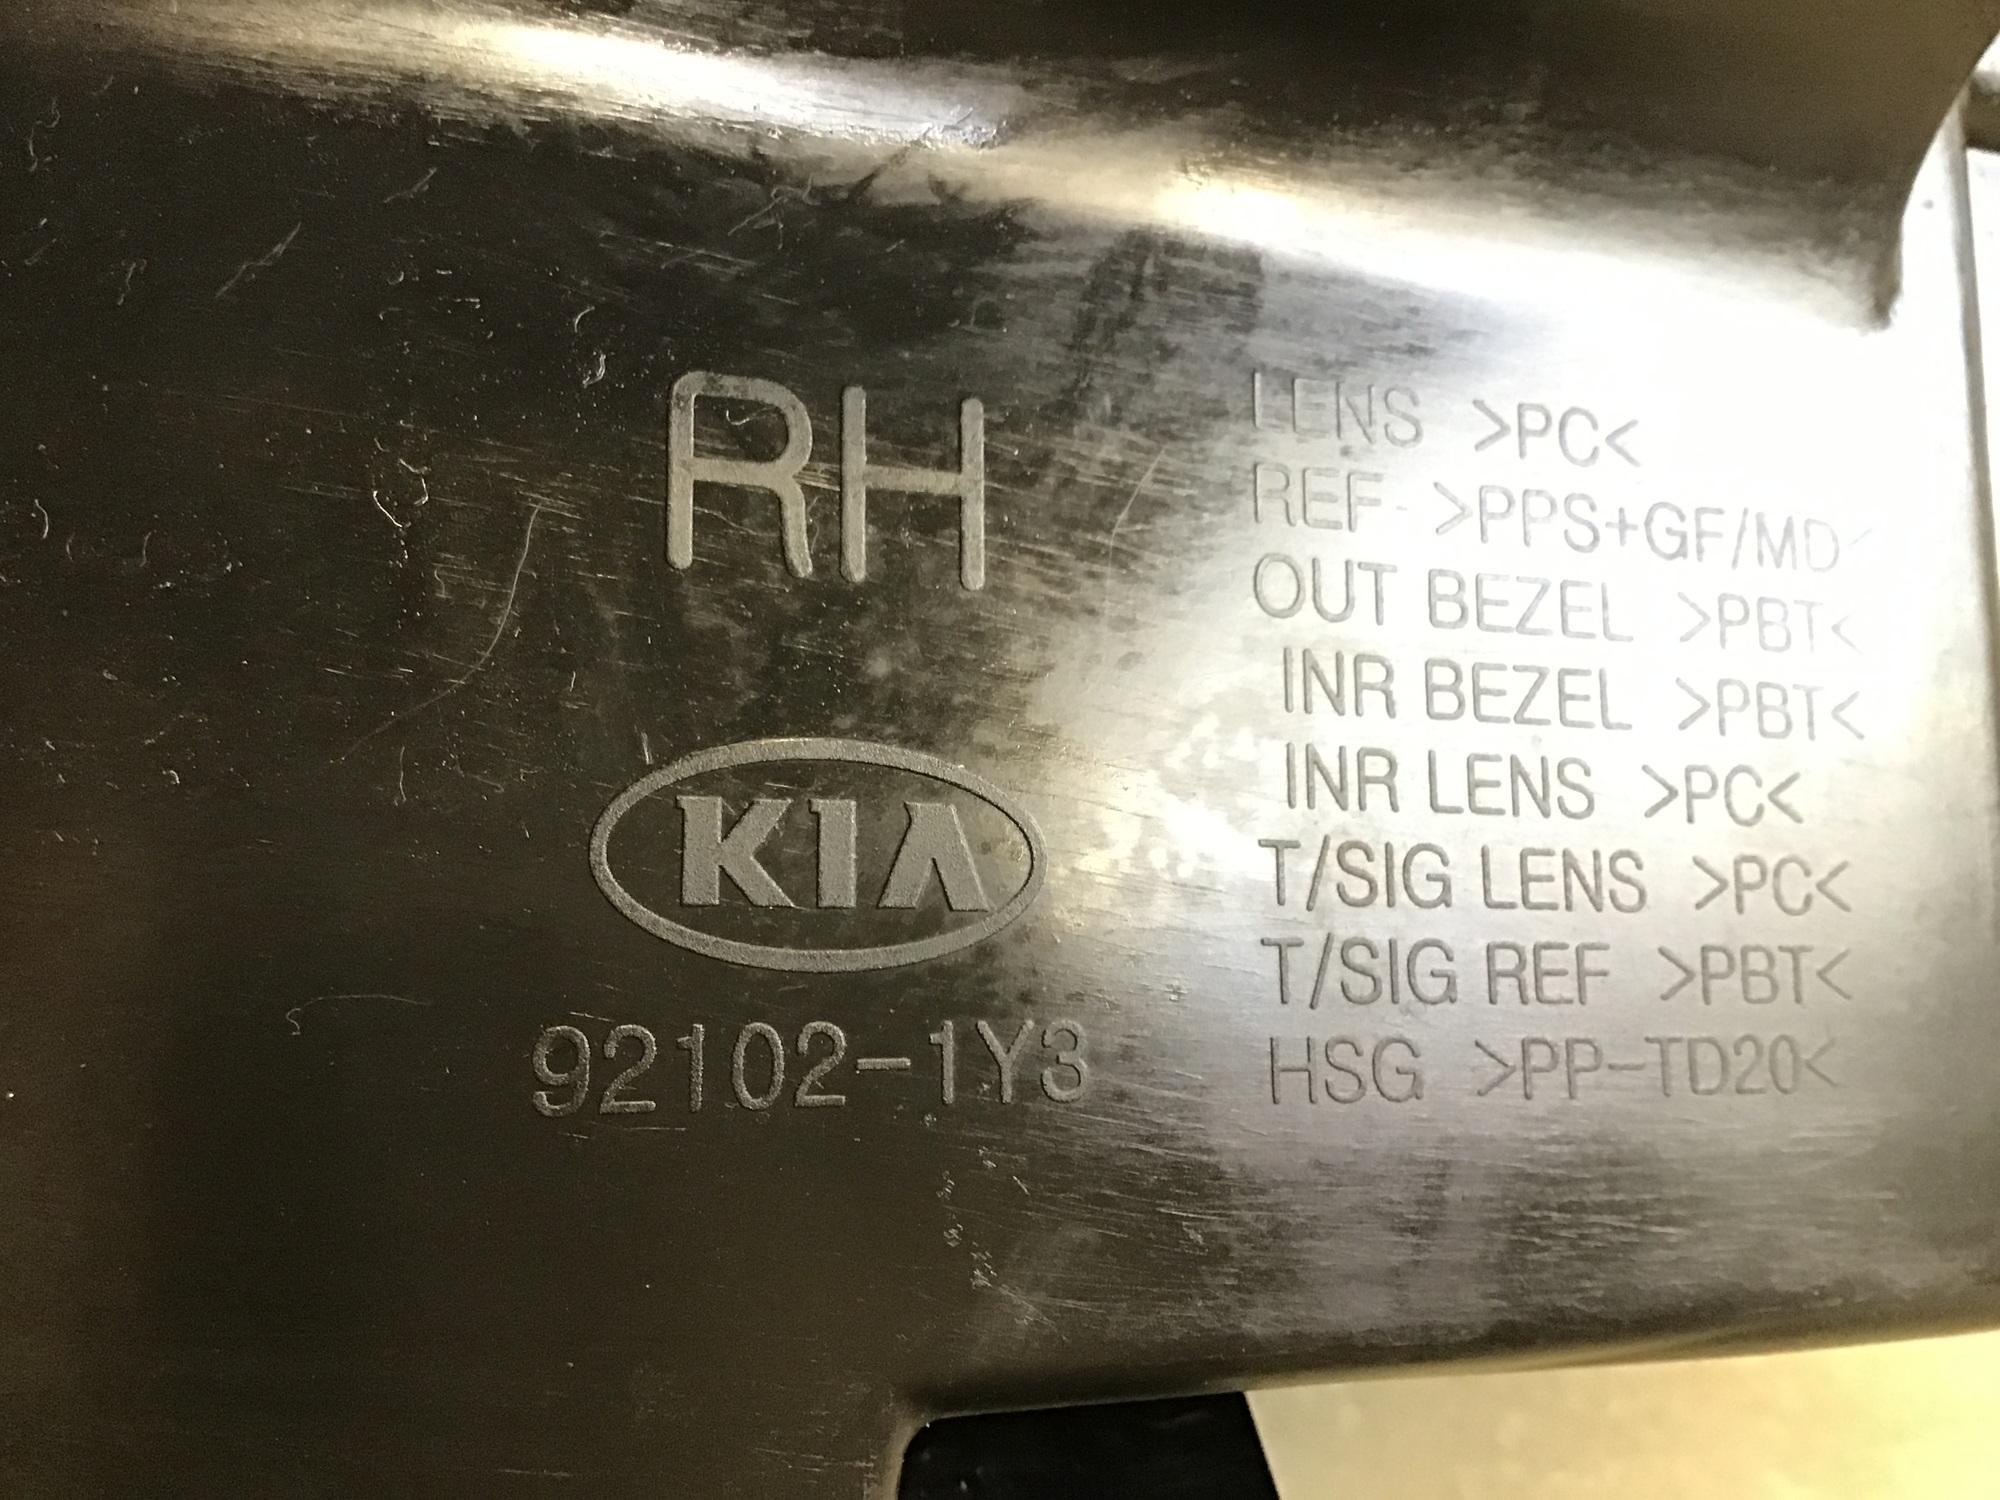 RH
KIA
92102-1Y3
LENS >PC<
REF >PPS+GF/MD<
OUT BEZEL >PBT<
INR BEZEL >PBT<
INR LENS >PC<
T/SIG LENS >PC<
T/SIG REF >PBT<
HSG >PP-TD20<